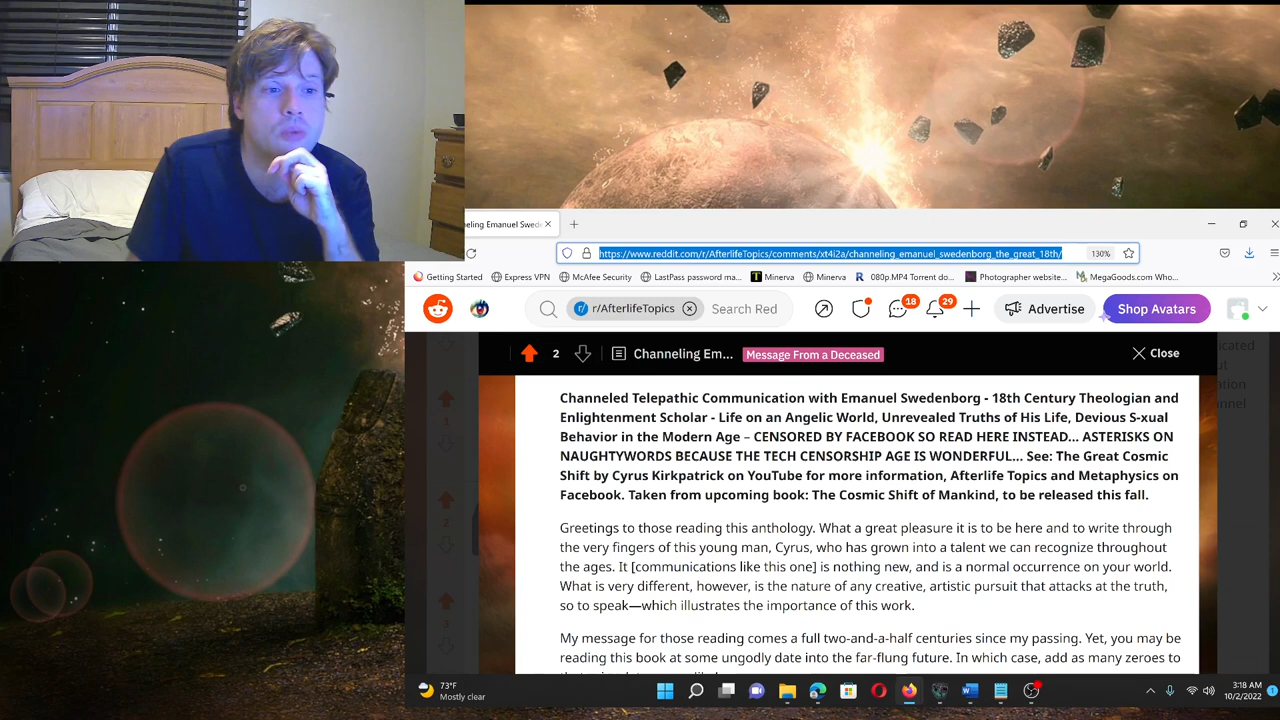 eling Emanuel Swede
https://www.reddit.com/r/AfterlifeTopics/comments/xt4i2a/channeling_emanuel_swedenborg_the_great_18th/
130%
Getting Started
Express VPN
McAfee Security
LastPass password ma...
Minerva
Minerva
080p.MP4 Torrent do...
Photographer website...
MegaGoods.com Who...
r/AfterlifeTopics
Search Red
18
29
Advertise
Shop Avatars
2
Channeling Em...
Message From a Deceased
Close
Channeled Telepathic Communication with Emanuel Swedenborg - 18th Century Theologian and
Enlightenment Scholar - Life on an Angelic World, Unrevealed Truths of His Life, Devious S-xual
Behavior in the Modern Age – CENSORED BY FACEBOOK SO READ HERE INSTEAD... ASTERISKS ON
NAUGHTYWORDS BECAUSE THE TECH CENSORSHIP AGE IS WONDERFUL... See: The Great Cosmic
Shift by Cyrus Kirkpatrick on YouTube for more information, Afterlife Topics and Metaphysics on
Facebook. Taken from upcoming book: The Cosmic Shift of Mankind, to be released this fall.
Greetings to those reading this anthology. What a great pleasure it is to be here and to write through
the very fingers of this young man, Cyrus, who has grown into a talent we can recognize throughout
the ages. It [communications like this one] is nothing new, and is a normal occurrence on your world.
What is very different, however, is the nature of any creative, artistic pursuit that attacks at the truth,
so to speak—which illustrates the importance of this work.
My message for those reading comes a full two-and-a-half centuries since my passing. Yet, you may be
reading this book at some ungodly date into the far-flung future. In which case, add as many zeroes to
73°F
Mostly clear
3:18 AM
10/2/2022